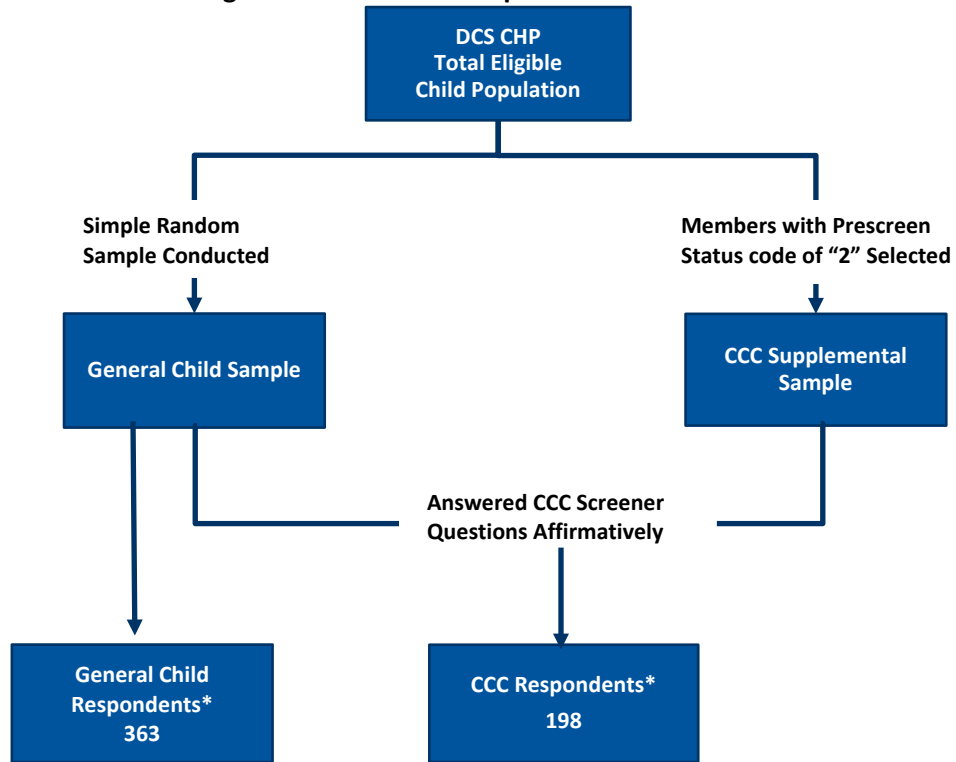 DCS CHP
Total Eligible
Child Population
Simple Random
Sample Conducted
Members with Prescreen
Status code of “2” Selected
General Child Sample
CCC Supplemental
Sample
Answered CCC Screener
Questions Affirmatively
General Child
Respondents*
363
CCC Respondents*
198